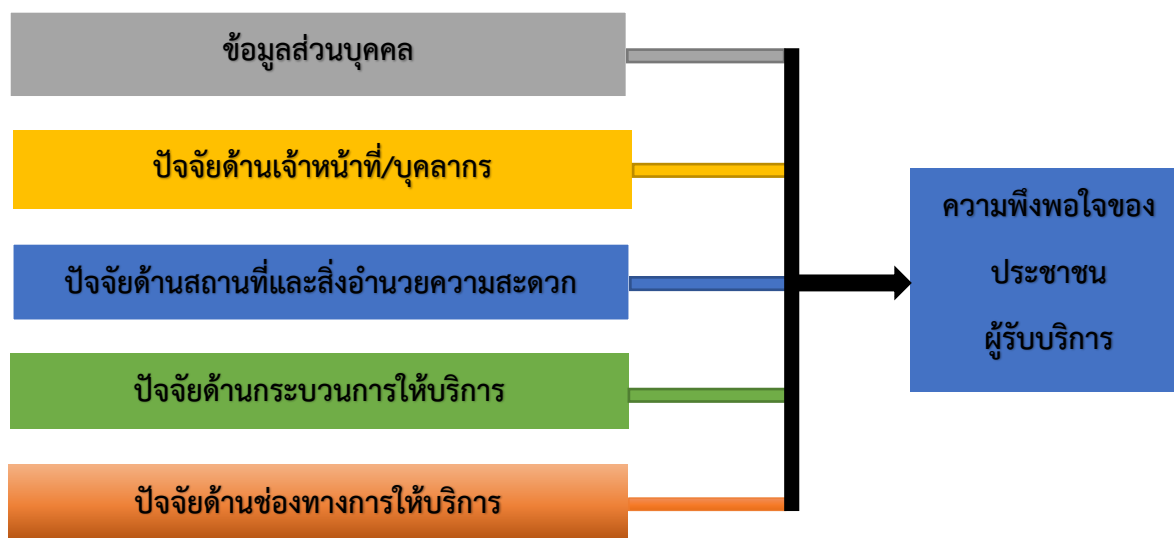 ข้อมูลส่วนบุคคล
ปัจจัยด้านเจ้าหน้าที่/บุคลากร
ปัจจัยด้านสถานที่และสิ่งอำนวยความสะดวก
ปัจจัยด้านกระบวนการให้บริการ
ปัจจัยด้านช่องทางการให้บริการ
ความพึงพอใจของ
ประชาชน
ผู้รับบริการ